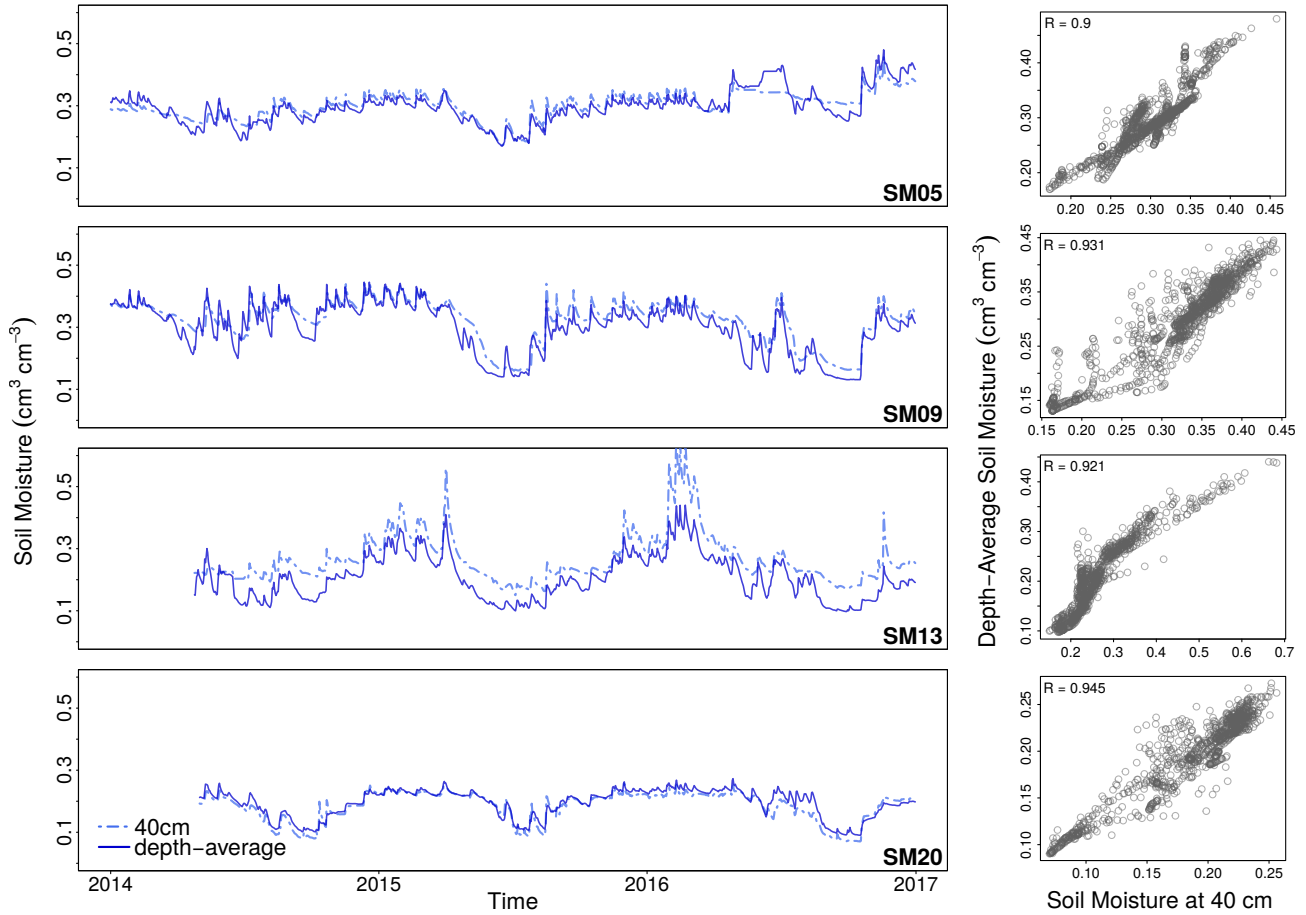 Soil Moisture (cm³ cm⁻³)
0.1 0.3 0.5
SM05
0.1 0.3 0.5
SM09
0.1 0.3 0.5
SM13
0.1 0.3 0.5
40cm
depth−average
SM20
2014 2015 2016 2017
Time
Depth−Average Soil Moisture (cm³ cm⁻³)
R = 0.9
0.20 0.30 0.40
0.20 0.25 0.30 0.35 0.40 0.45
R = 0.931
0.15 0.25 0.35 0.45
0.15 0.20 0.25 0.30 0.35 0.40 0.45
R = 0.921
0.10 0.20 0.30 0.40
0.2 0.3 0.4 0.5 0.6 0.7
R = 0.945
0.10 0.15 0.20 0.25
0.10 0.15 0.20 0.25
Soil Moisture at 40 cm